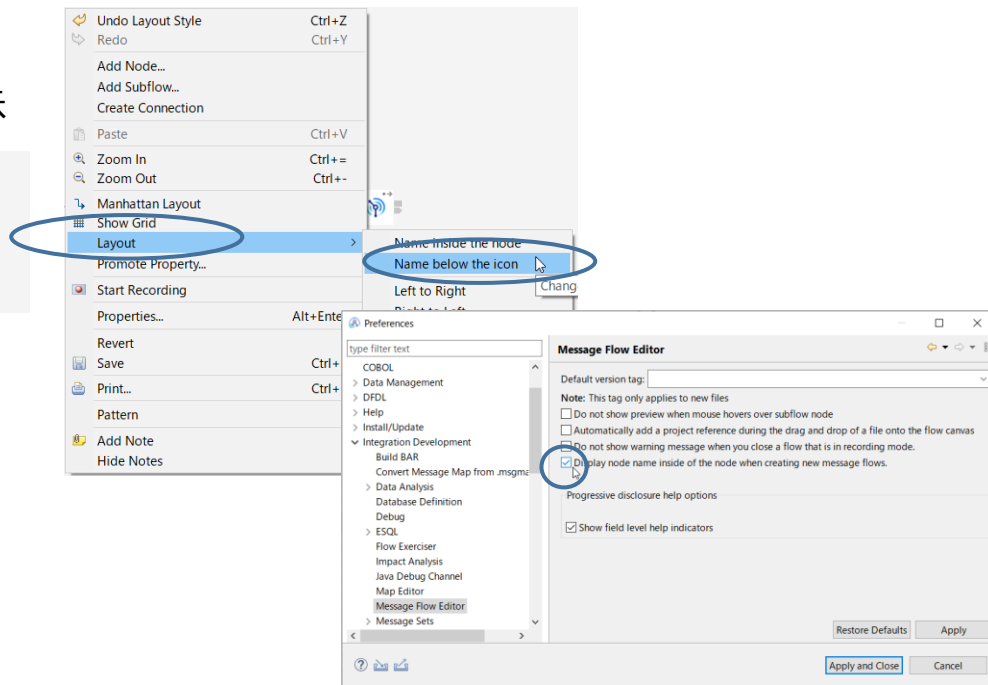 Undo Layout Style Ctrl+Z
Redo Ctrl+Y
Add Node...
Add Subflow...
Create Connection
Paste Ctrl+V
Zoom In Ctrl+=
Zoom Out Ctrl+-
Manhattan Layout
Show Grid
Layout
Promote Property...
Start Recording
Properties... Alt+Ente
Revert
Save Ctrl+
Print... Ctrl+
Pattern
Add Note
Hide Notes
Name inside the node
Name below the icon
Chang
Left to Right
Right to Left
Preferences
type filter text
COBOL
Data Management
DFDL
Help
Install/Update
Integration Development
Build BAR
Convert Message Map from .msgma
Data Analysis
Database Definition
Debug
ESQL
Flow Exerciser
Impact Analysis
Java Debug Channel
Map Editor
Message Flow Editor
Message Sets
Message Flow Editor
Default version tag:
Note: This tag only applies to new files
Do not show preview when mouse hovers over subflow node
Automatically add a project reference during the drag and drop of a file onto the flow canvas
Do not show warning message when you close a flow that is in recording mode.
Display node name inside of the node when creating new message flows.
Progressive disclosure help options
Show field level help indicators
Restore Defaults Apply
Apply and Close Cancel